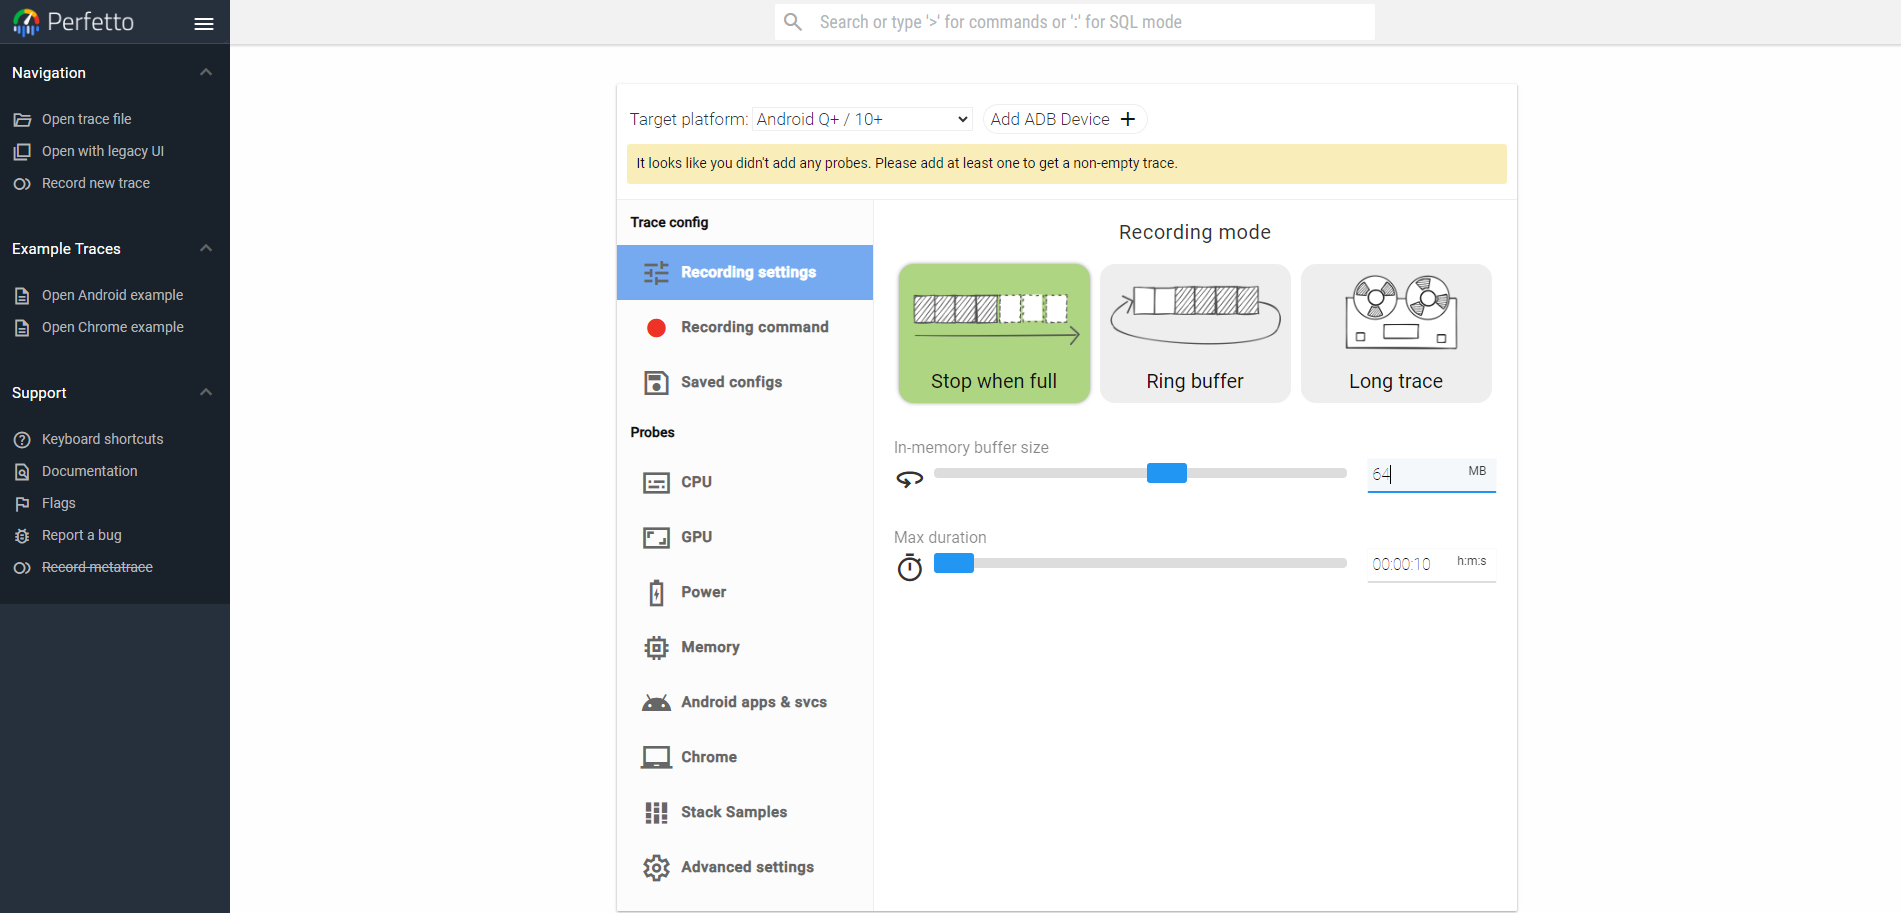 Perfetto
Search or type '>' for commands or ':' for SQL mode
Navigation
Open trace file
Open with legacy UI
Record new trace
Example Traces
Open Android example
Open Chrome example
Support
Keyboard shortcuts
Documentation
Flags
Report a bug
Record metatrace
Target platform: Android Q+ / 10+ Add ADB Device +
It looks like you didn't add any probes. Please add at least one to get a non-empty trace.
Trace config
Recording settings
Recording command
Saved configs
Probes
CPU
GPU
Power
Memory
Android apps & svcs
Chrome
Stack Samples
Advanced settings
Recording mode
Stop when full
Ring buffer
Long trace
In-memory buffer size
64 MB
Max duration
00:00:10 h:m:s